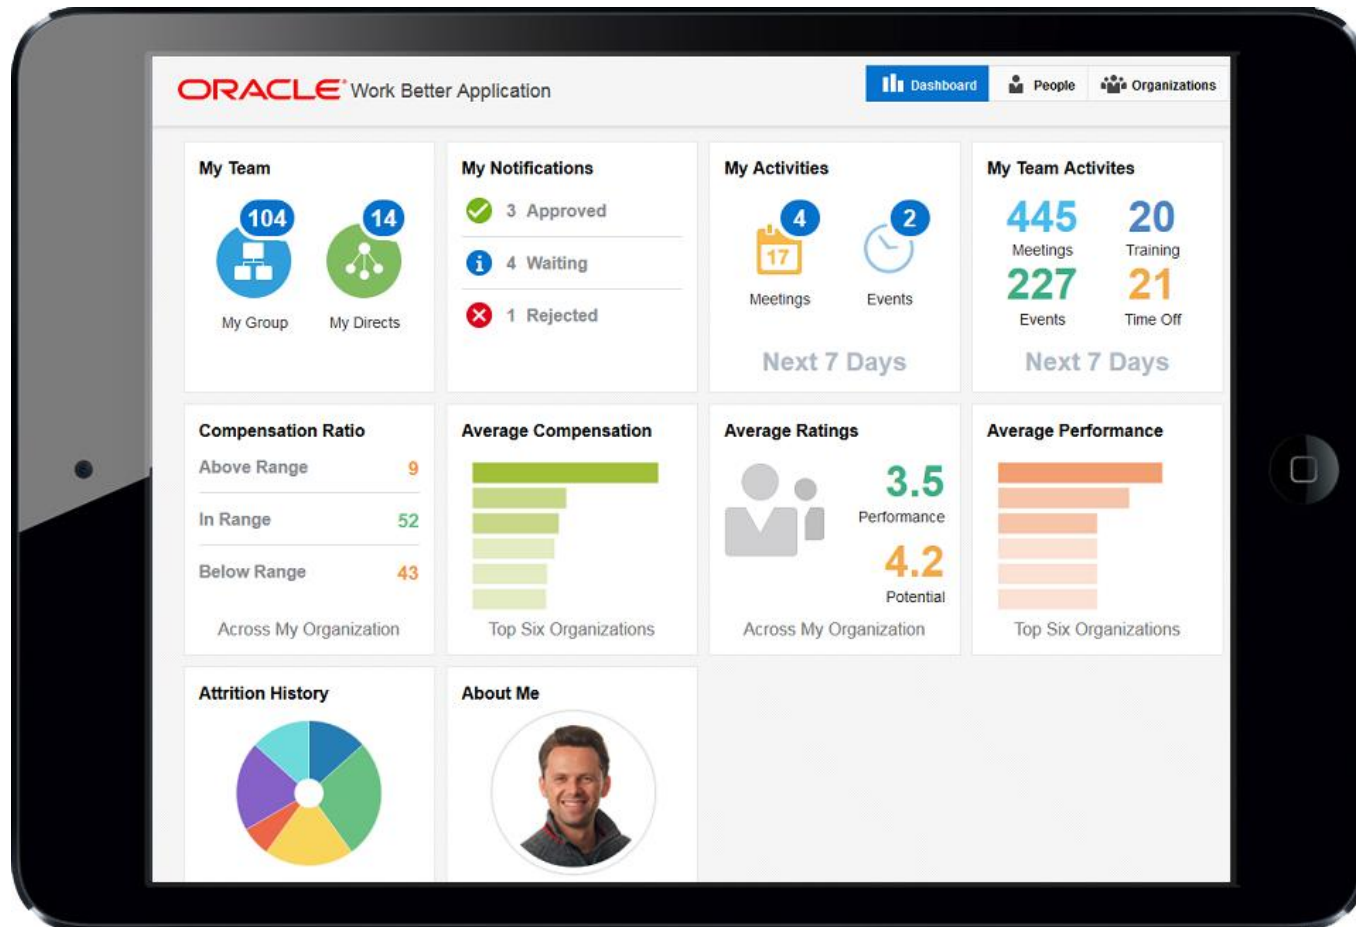 ORACLE® Work Better Application
Dashboard
People
Organizations
My Team
104
14
My Group
My Directs
My Notifications
3 Approved
4 Waiting
1 Rejected
My Activities
4
2
17
Meetings
Events
Next 7 Days
My Team Activites
445
20
Meetings
Training
227
21
Events
Time Off
Next 7 Days
Compensation Ratio
Above Range 9
In Range 52
Below Range 43
Across My Organization
Average Compensation
Top Six Organizations
Average Ratings
3.5
Performance
4.2
Potential
Across My Organization
Average Performance
Top Six Organizations
Attrition History
About Me